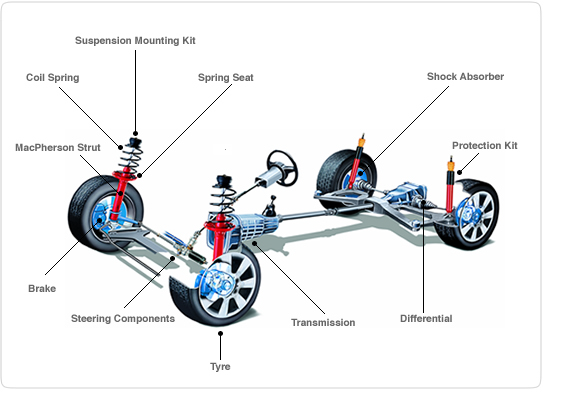 Suspension Mounting Kit
Coil Spring
Spring Seat
Shock Absorber
MacPherson Strut
Protection Kit
Brake
Steering Components
Transmission
Differential
Tyre